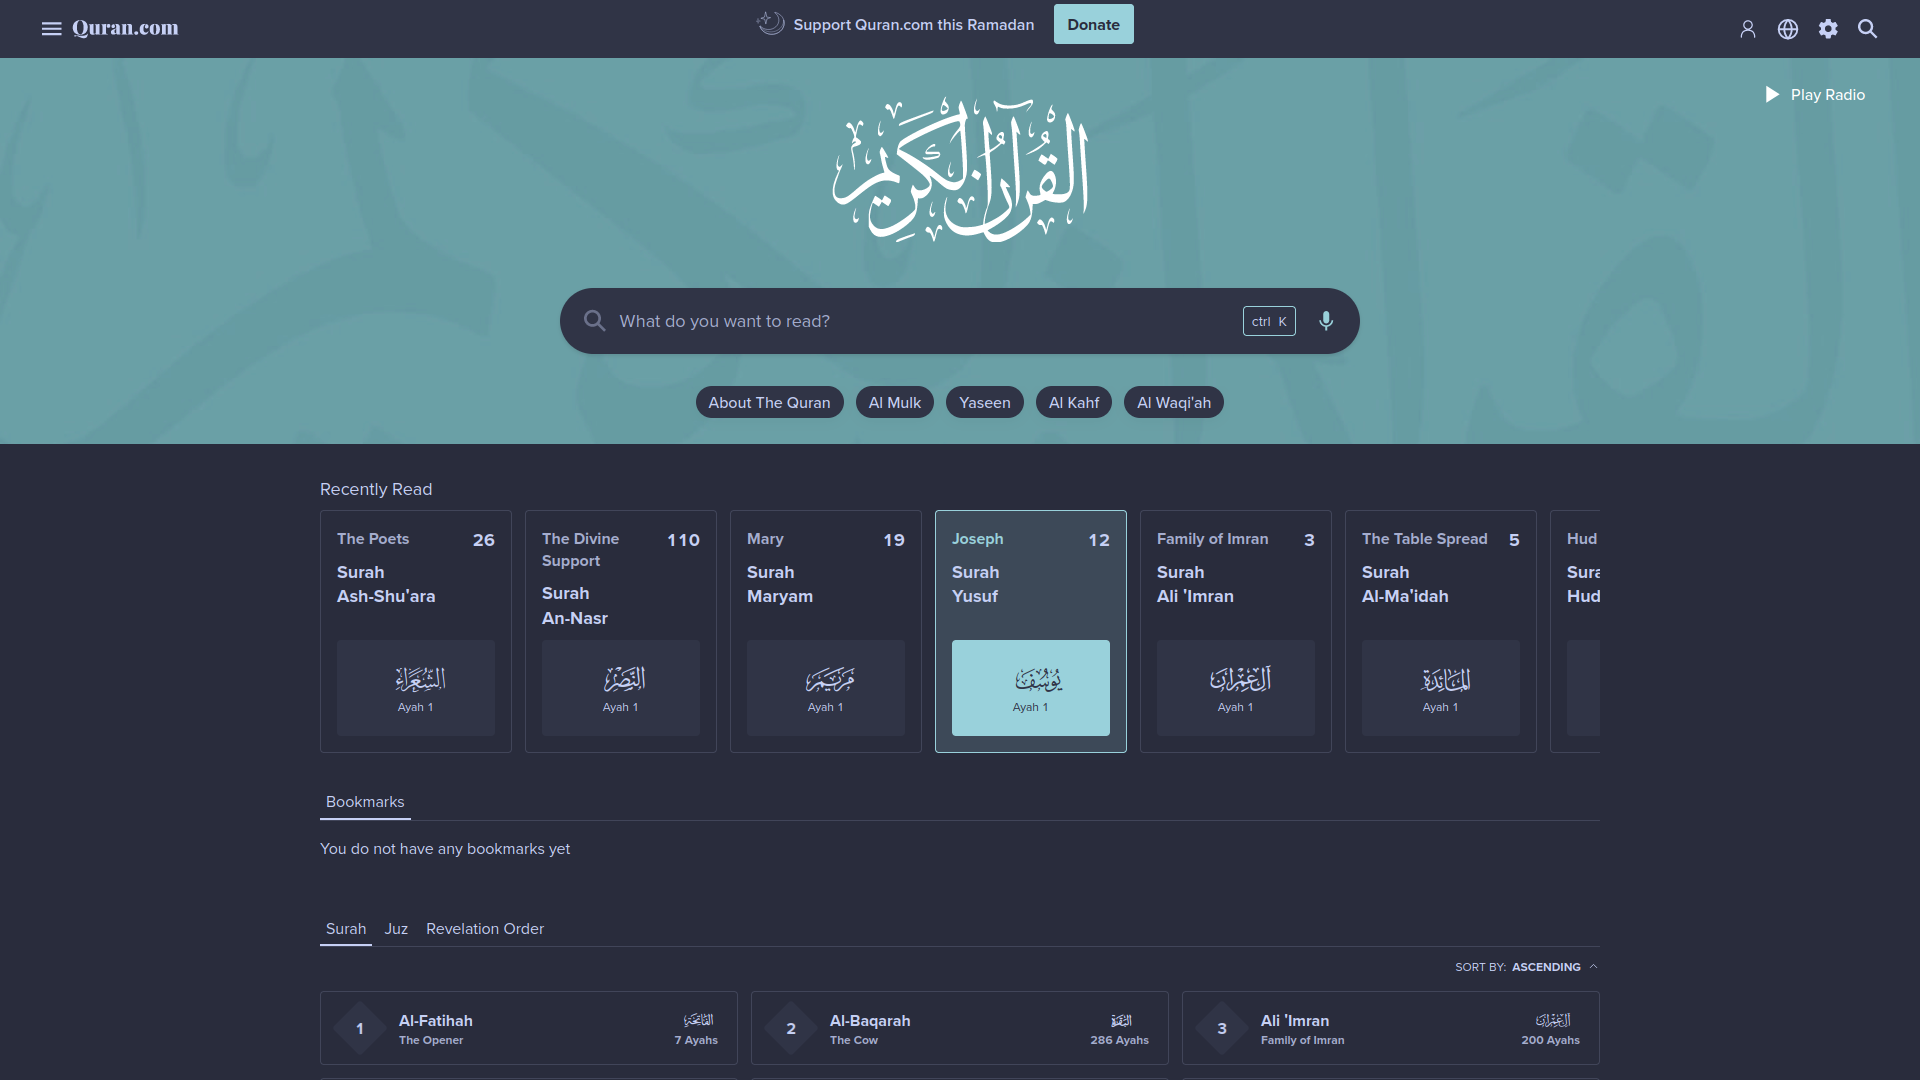 Quran.com
Support Quran.com this Ramadan
Donate
Play Radio
القرآن الكريم
What do you want to read?
ctrl K
About The Quran
Al Mulk
Yaseen
Al Kahf
Al Waqi'ah
Recently Read
The Poets 26
Surah
Ash-Shu'ara
الشعراء
Ayah 1
The Divine 110
Support
Surah
An-Nasr
النصر
Ayah 1
Mary 19
Surah
Maryam
مريم
Ayah 1
Joseph 12
Surah
Yusuf
يوسف
Ayah 1
Family of Imran 3
Surah
Ali 'Imran
آل عمران
Ayah 1
The Table Spread 5
Surah
Al-Ma'idah
المائدة
Ayah 1
Hud
Sura
Hud
Bookmarks
You do not have any bookmarks yet
Surah Juz Revelation Order
SORT BY: ASCENDING
1 Al-Fatihah الفاتحة
The Opener 7 Ayahs
2 Al-Baqarah البقرة
The Cow 286 Ayahs
3 Ali 'Imran آل عمران
Family of Imran 200 Ayahs